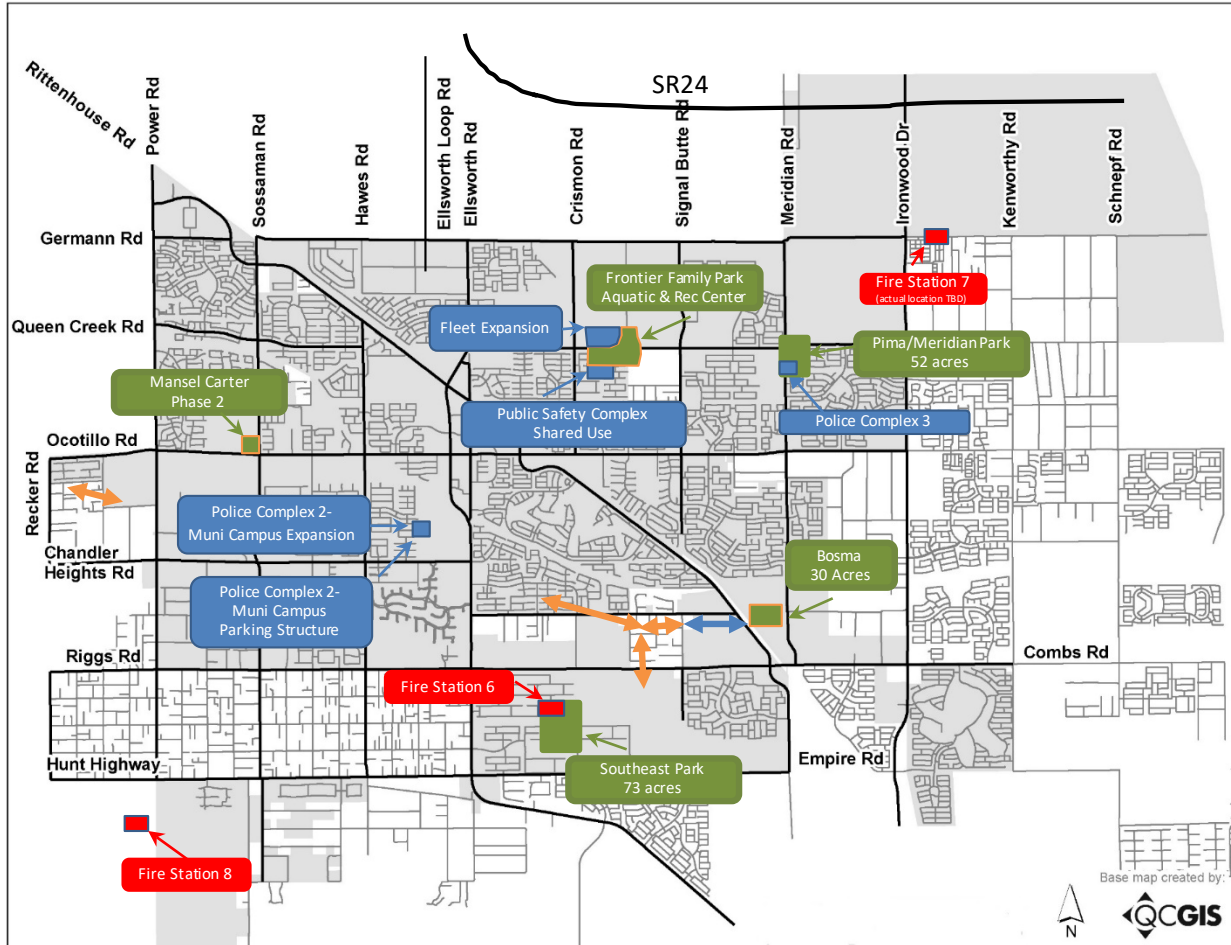 SR24
Rittenhouse Rd
Power Rd
Sossaman Rd
Hawes Rd
Ellsworth Loop Rd
Ellsworth Rd
Crismon Rd
Signal Butte Rd
Meridian Rd
Ironwood Dr
Kenworthy Rd
Schnepf Rd
Germann Rd
Fire Station 7
(actual location TBD)
Frontier Family Park
Aquatic & Rec Center
Queen Creek Rd
Fleet Expansion
Pima/Meridian Park
52 acres
Mansel Carter
Phase 2
Public Safety Complex
Shared Use
Police Complex 3
Ocotillo Rd
Recker Rd
Police Complex 2-
Muni Campus Expansion
Chandler
Heights Rd
Bosma
30 Acres
Police Complex 2-
Muni Campus
Parking Structure
Riggs Rd
Combs Rd
Fire Station 6
Hunt Highway
Empire Rd
Southeast Park
73 acres
Fire Station 8
Base map created by:
QCGIS
N